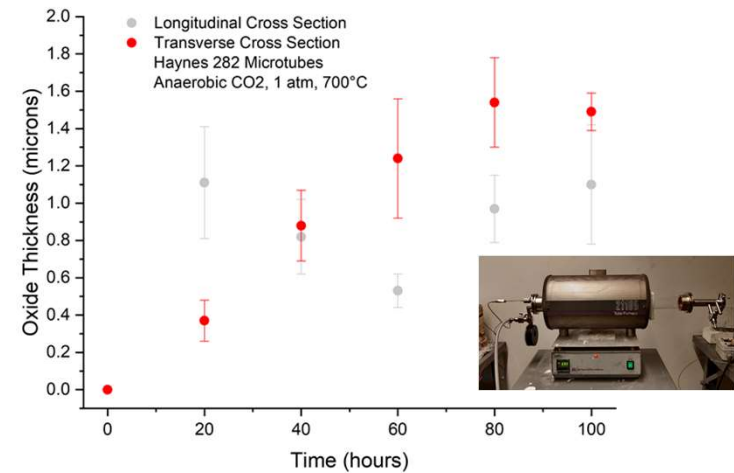 2.0
1.8
1.6
1.4
1.2
1.0
0.8
0.6
0.4
0.2
0.0
Oxide Thickness (microns)
Longitudinal Cross Section
Transverse Cross Section
Haynes 282 Microtubes
Anaerobic CO2, 1 atm, 700°C
0 20 40 60 80 100
Time (hours)